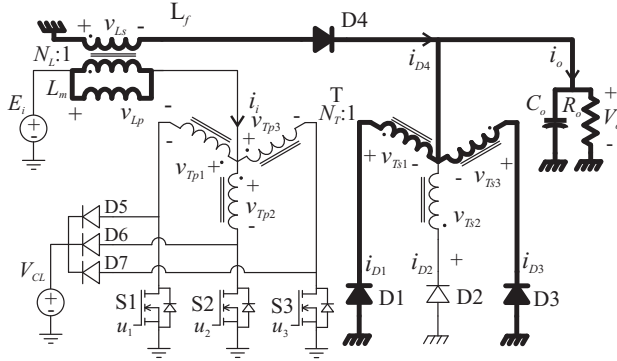 + v_Ls - L_f D4 i_D4 i_o
N_L:1
L_m
+ v_Lp -
E_i + -
i_i
T
N_T:1
C_o R_o + V_o -
- + v_Tp3 -
v_Tp1 +
+ v_Tp2 -
+ v_Ts1 - - v_Ts3 +
- v_Ts2 +
D5
D6
D7
V_CL + -
i_D1 i_D2 i_D3
S1 S2 S3
D1 D2 D3
u_1 u_2 u_3